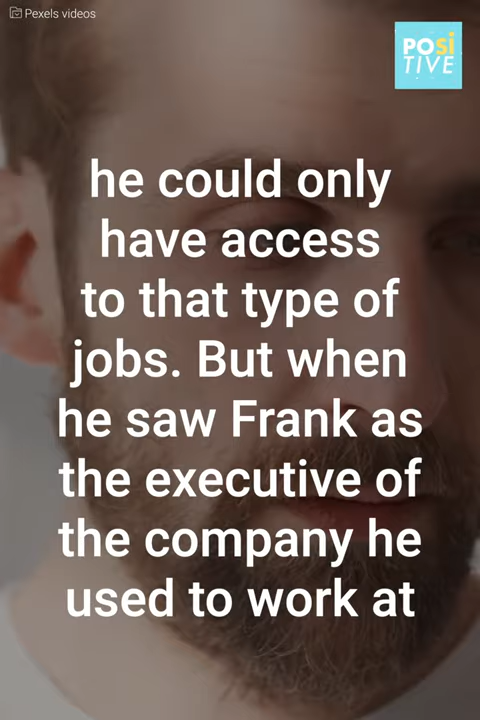 Pexels videos
POSi
TIVE
he could only
have access
to that type of
jobs. But when
he saw Frank as
the executive of
the company he
used to work at